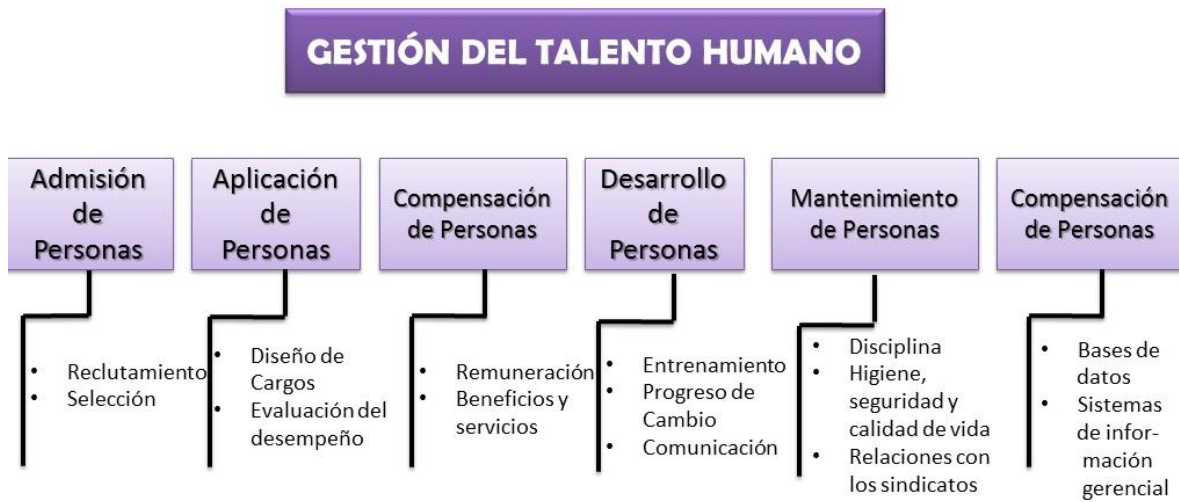 GESTIÓN DEL TALENTO HUMANO
Admisión
de
Personas
• Reclutamiento
• Selección
Aplicación
de
Personas
• Diseño de
Cargos
• Evaluación del
desempeño
Compensación
de Personas
• Remuneración
• Beneficios y
servicios
Desarrollo
de
Personas
• Entrenamiento
• Progreso de
Cambio
• Comunicación
Mantenimiento
de Personas
• Disciplina
• Higiene,
seguridad y
calidad de vida
• Relaciones con
los sindicatos
Compensación
de Personas
• Bases de
datos
• Sistemas
de infor-
mación
gerencial